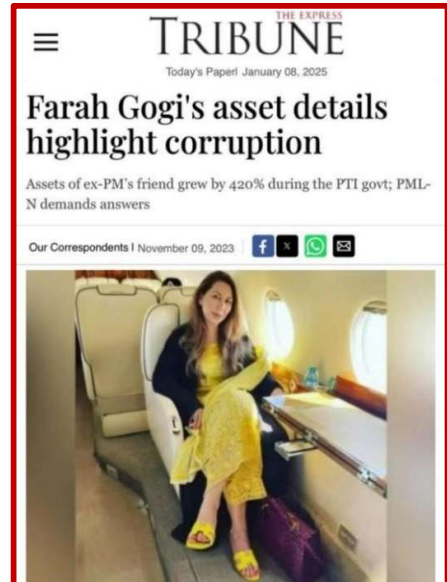 THE EXPRESS
TRIBUNE
Today's Paperl January 08, 2025
Farah Gogi's asset details
highlight corruption
Assets of ex-PM's friend grew by 420% during the PTI govt; PML-
N demands answers
Our Correspondents I November 09, 2023